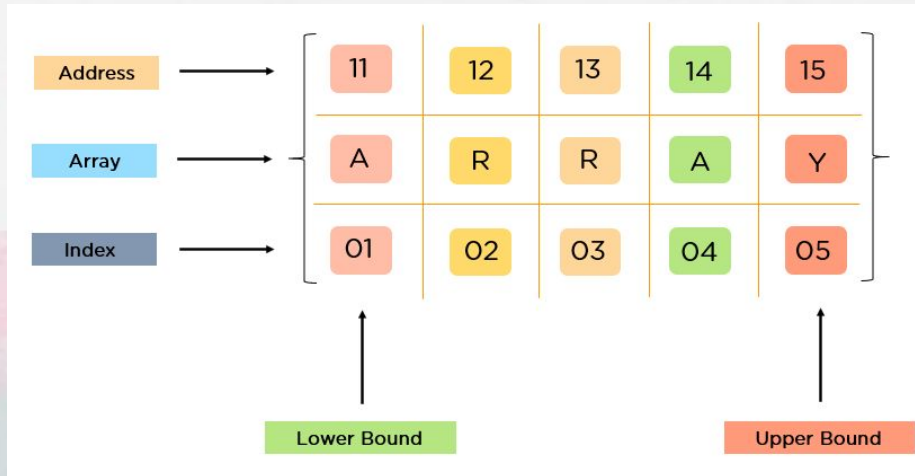 Address 11 12 13 14 15
Array A R R A Y
Index 01 02 03 04 05
Lower Bound Upper Bound